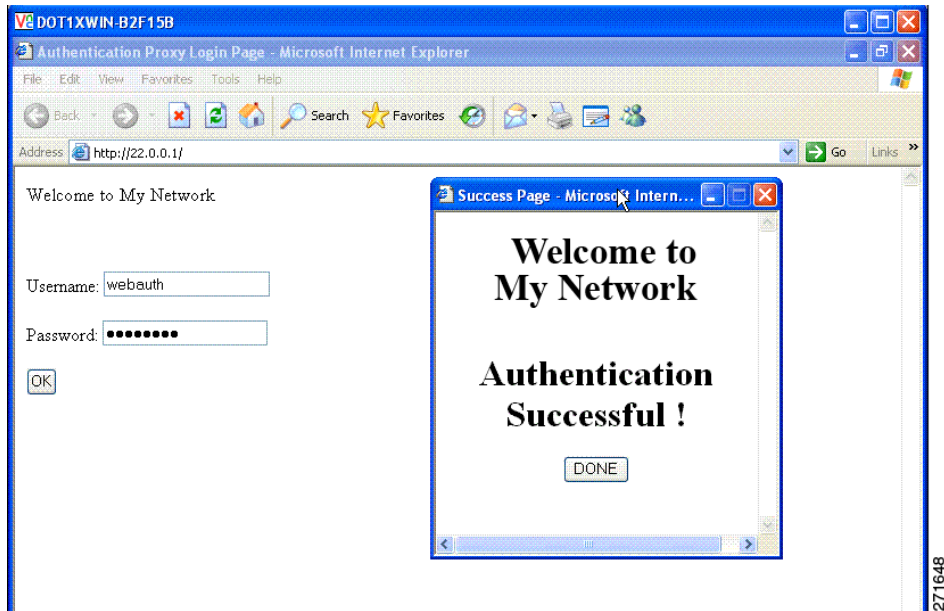 DOT1XWIN-B2F15B
Authentication Proxy Login Page - Microsoft Internet Explorer
File Edit View Favorites Tools Help
Back Search Favorites
Address http://22.0.0.1/ Go Links »
Welcome to My Network
Username: webauth
Password: ●●●●●●●●
OK
Success Page - Microsoft Intern...
Welcome to
My Network
Authentication
Successful !
DONE
271648